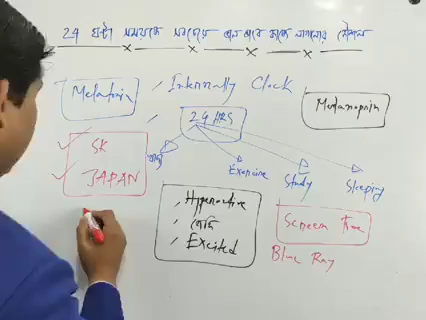 24 ঘন্টা সময়কে সবচেয়ে ভাল ভাবে কাজে লাগানোর কৌশল
Melatonin
Internally Clock
Melanopsin
24 HRS
SK
JAPAN
Exercise
Study
Sleeping
Hyperactive
Excited
Screen time
Blue Ray